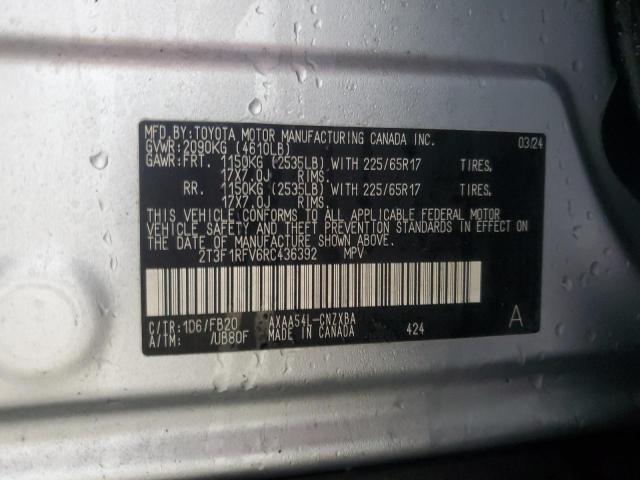 MFD.BY:TOYOTA MOTOR MANUFACTURING CANADA INC. 03/24
GVWR:2090KG (4610LB)
GAWR:FRT. 1150KG (2535LB) WITH 225/65R17 TIRES.
17X7.0J RIMS.
RR. 1150KG (2535LB) WITH 225/65R17 TIRES.
17X7.0J RIMS.
THIS VEHICLE CONFORMS TO ALL APPLICABLE FEDERAL MOTOR
VEHICLE SAFETY AND THEFT PREVENTION STANDARDS IN EFFECT ON
THE DATE OF MANUFACTURE SHOWN ABOVE.
2T3F1RFV6RC436392 MPV
C/TR:1D6/FB20 AXAA54L-CNZXBA A
A/TM: /UB80F MADE IN CANADA 424